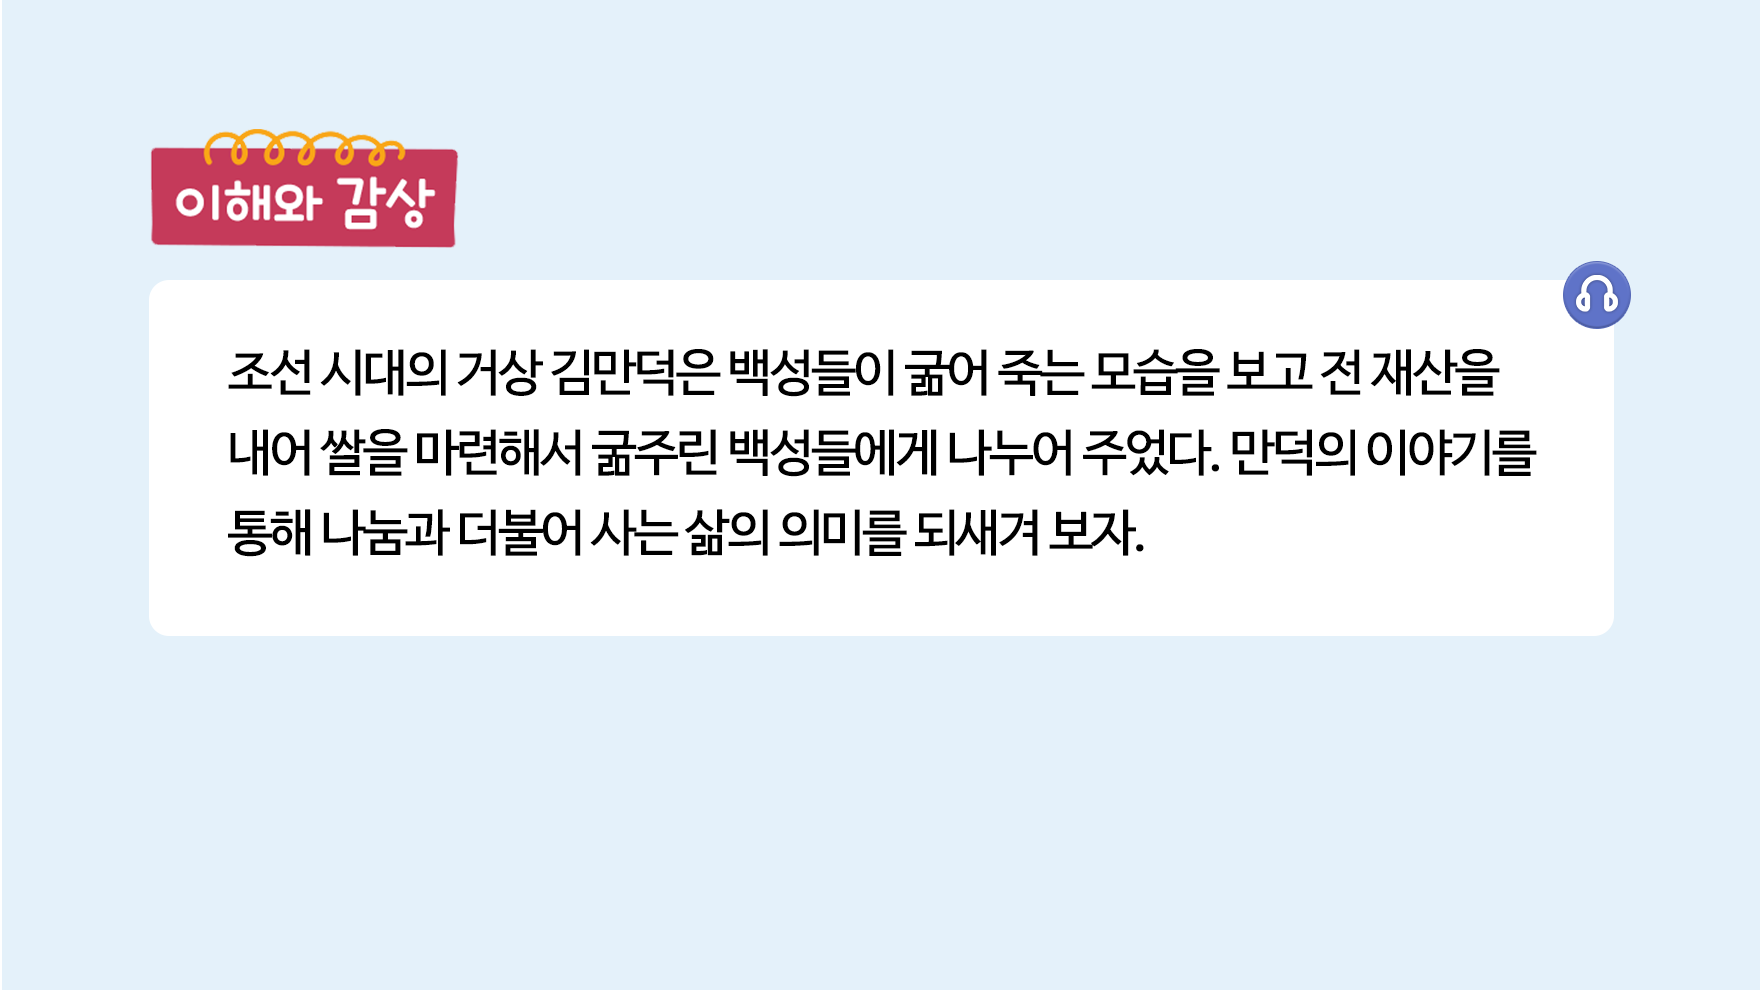 이해와 감상
조선 시대의 거상 김만덕은 백성들이 굶어 죽는 모습을 보고 전 재산을
내어 쌀을 마련해서 굶주린 백성들에게 나누어 주었다. 만덕의 이야기를
통해 나눔과 더불어 사는 삶의 의미를 되새겨 보자.